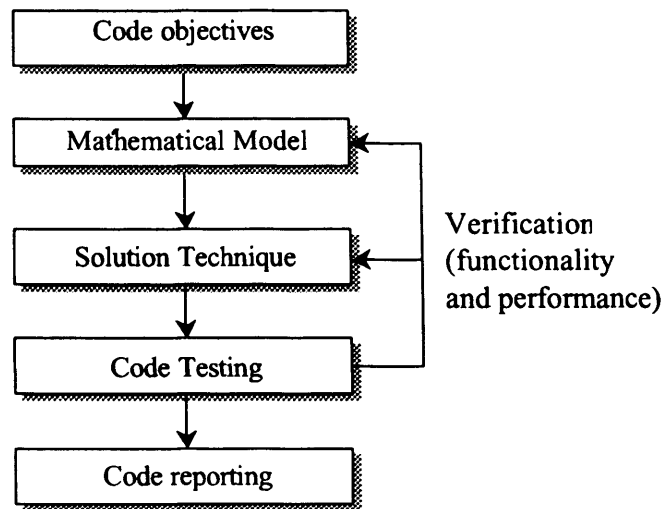 Code objectives
Mathematical Model
Verification
Solution Technique
(functionality
and performance)
Code Testing
Code reporting